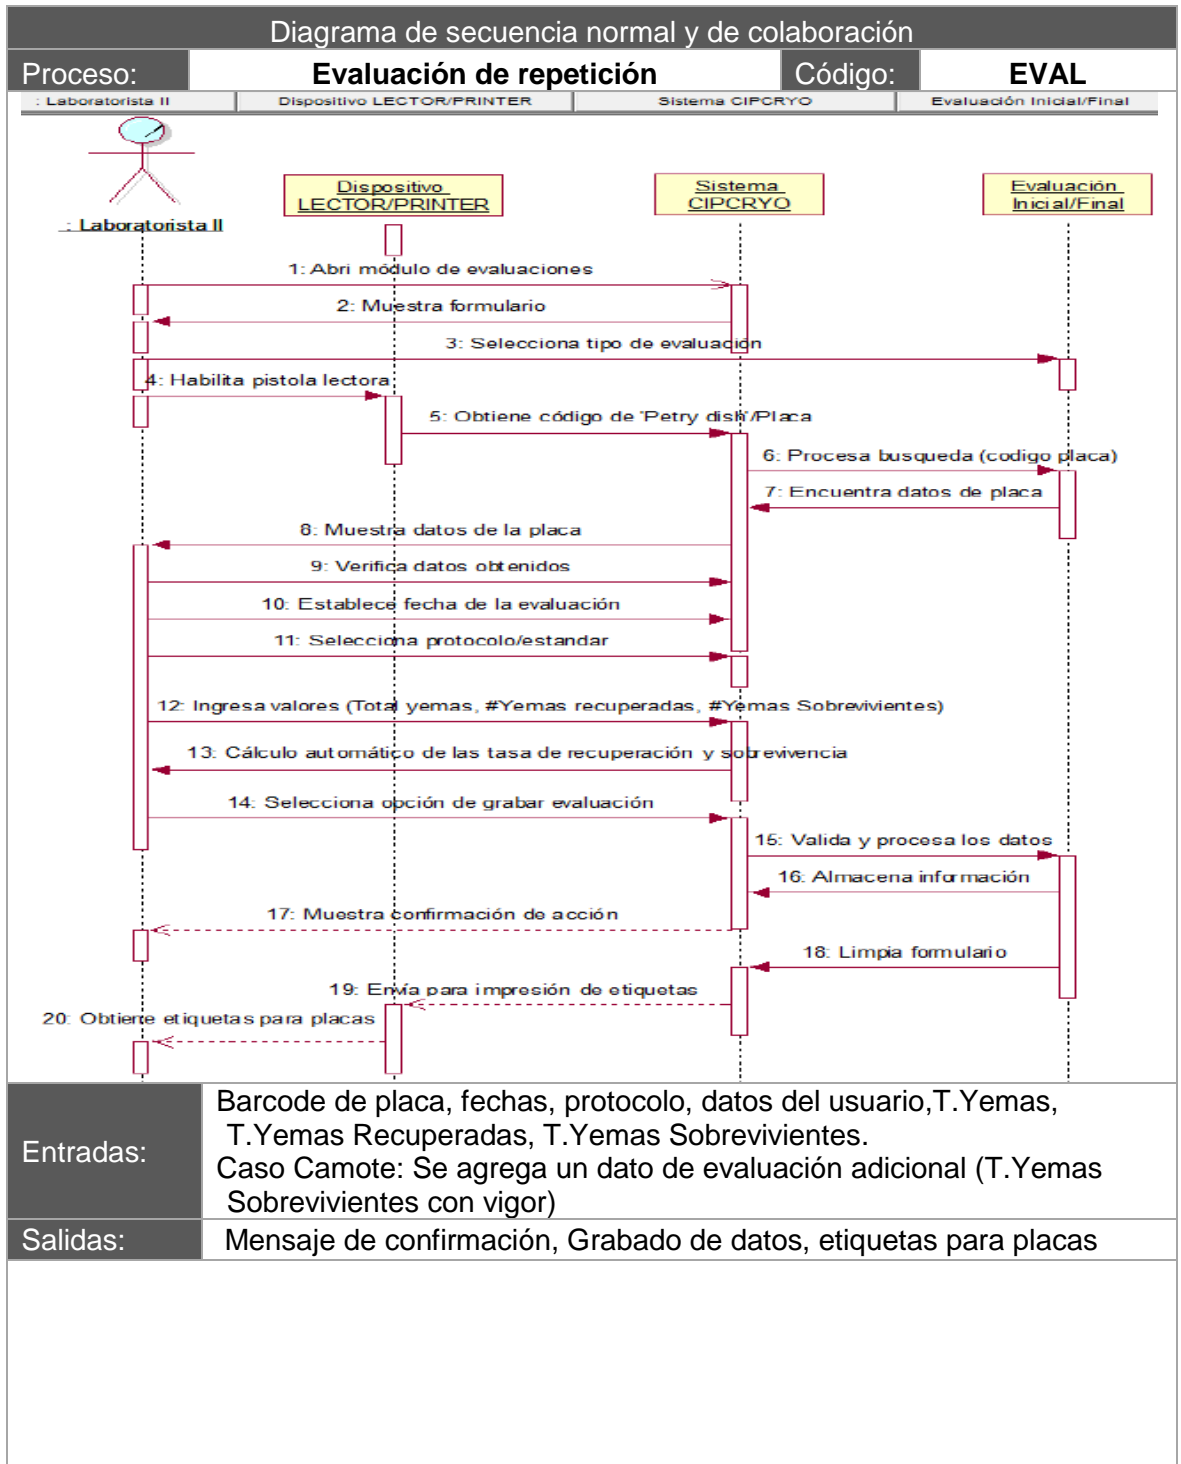 Diagrama de secuencia normal y de colaboración
Proceso: Evaluación de repetición Código: EVAL
: Laboratorista II Dispositivo LECTOR/PRINTER Sistema CIPCRYO Evaluación Inicial/Final
: Laboratorista II
Dispositivo
LECTOR/PRINTER
Sistema
CIPCRYO
Evaluación
Inicial/Final
1: Abri módulo de evaluaciones
2: Muestra formulario
3: Selecciona tipo de evaluación
4: Habilita pistola lectora
5: Obtiene código de 'Petry dish'/Placa
6: Procesa busqueda (codigo placa)
7: Encuentra datos de placa
8: Muestra datos de la placa
9: Verifica datos obtenidos
10: Establece fecha de la evaluación
11: Selecciona protocolo/estandar
12: Ingresa valores (Total yemas, #Yemas recuperadas, #Yemas Sobrevivientes)
13: Cálculo automático de las tasa de recuperación y sobrevivencia
14: Selecciona opción de grabar evaluación
15: Valida y procesa los datos
16: Almacena información
17: Muestra confirmación de acción
18: Limpia formulario
19: Envía para impresión de etiquetas
20: Obtiene etiquetas para placas
Entradas:
Barcode de placa, fechas, protocolo, datos del usuario,T.Yemas,
T.Yemas Recuperadas, T.Yemas Sobrevivientes.
Caso Camote: Se agrega un dato de evaluación adicional (T.Yemas
Sobrevivientes con vigor)
Salidas: Mensaje de confirmación, Grabado de datos, etiquetas para placas